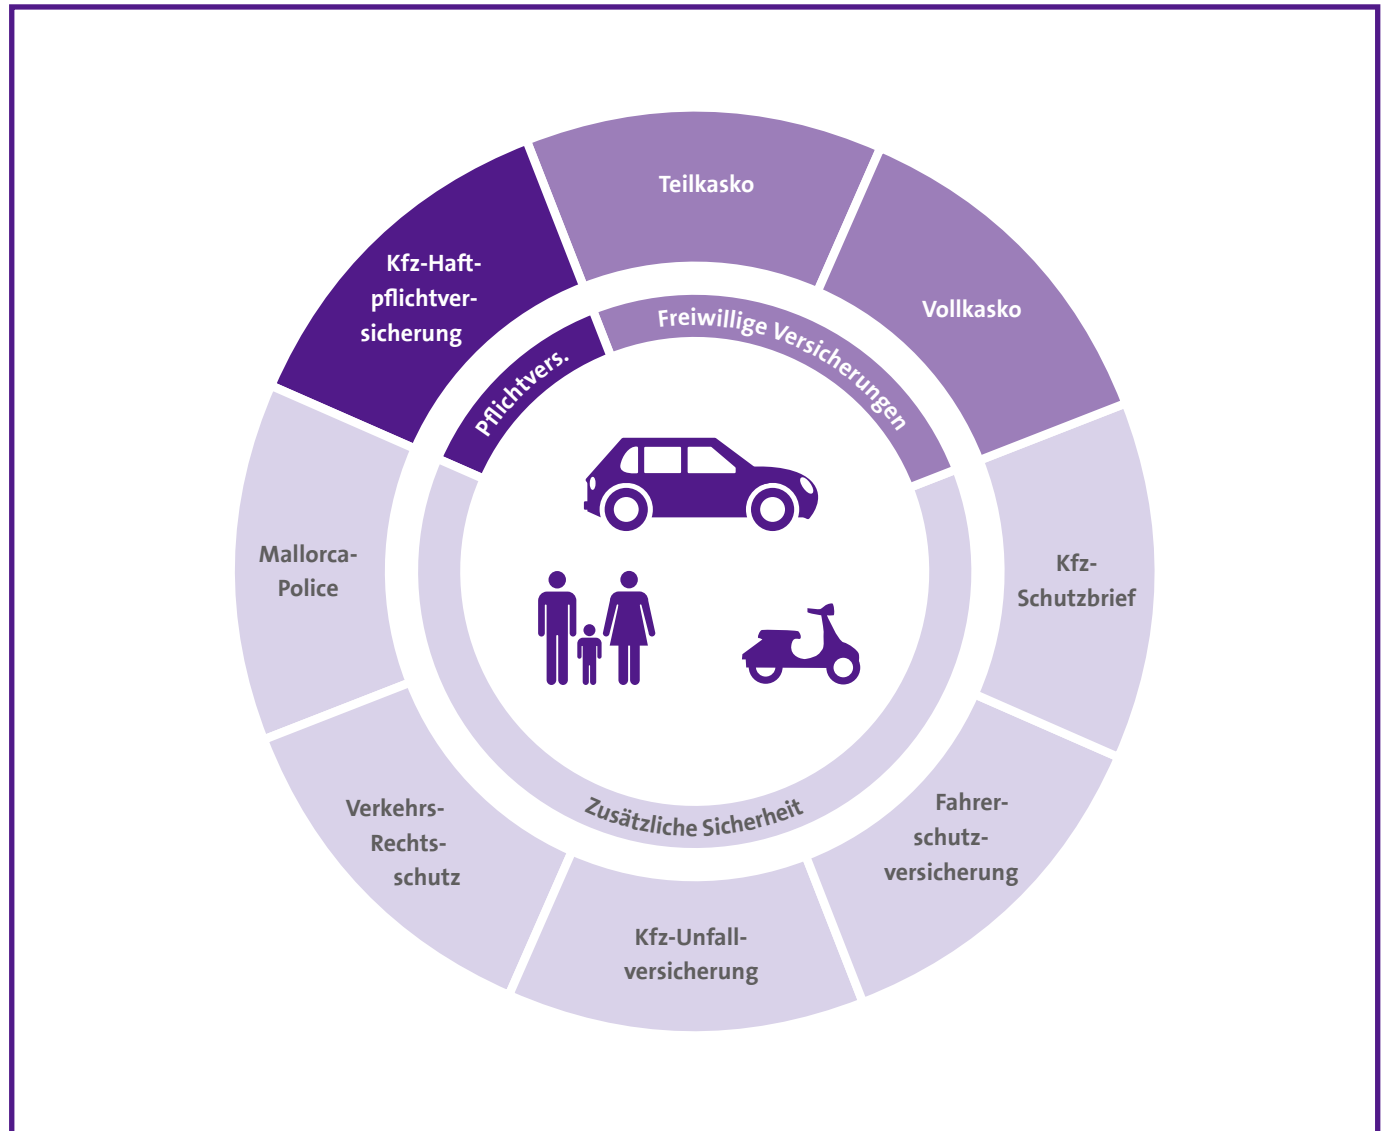 Teilkasko
Kfz-Haft-
pflichtver-
sicherung
Vollkasko
Freiwillige Versicherungen
Pflichtvers.
Mallorca-
Police
Kfz-
Schutzbrief
Verkehrs-
Rechts-
schutz
Zusätzliche Sicherheit
Fahrer-
schutz-
versicherung
Kfz-Unfall-
versicherung